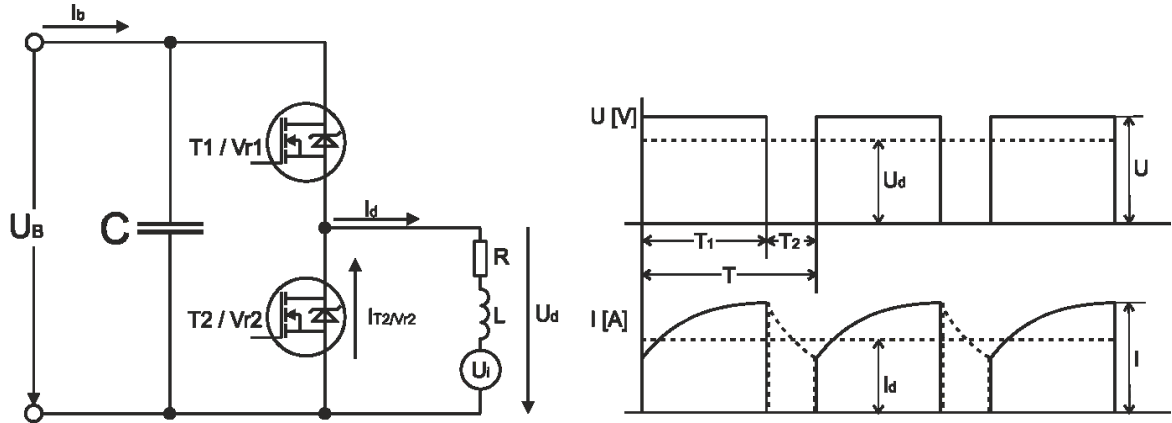 Ib
T1 / Vr1
UB
C
Id
R
T2 / Vr2
IT2/Vr2
L
Ud
Ui
U [V]
Ud
U
T1
T2
T
I [A]
Id
I